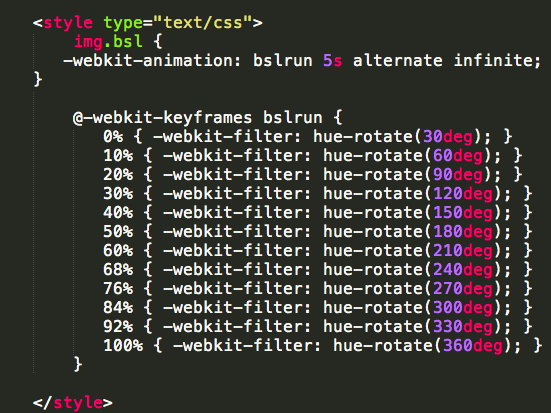 <style type="text/css">
img.bsl {
-webkit-animation: bslrun 5s alternate infinite;
}
@-webkit-keyframes bslrun {
0% { -webkit-filter: hue-rotate(30deg); }
10% { -webkit-filter: hue-rotate(60deg); }
20% { -webkit-filter: hue-rotate(90deg); }
30% { -webkit-filter: hue-rotate(120deg); }
40% { -webkit-filter: hue-rotate(150deg); }
50% { -webkit-filter: hue-rotate(180deg); }
60% { -webkit-filter: hue-rotate(210deg); }
68% { -webkit-filter: hue-rotate(240deg); }
76% { -webkit-filter: hue-rotate(270deg); }
84% { -webkit-filter: hue-rotate(300deg); }
92% { -webkit-filter: hue-rotate(330deg); }
100% { -webkit-filter: hue-rotate(360deg); }
}
</style>